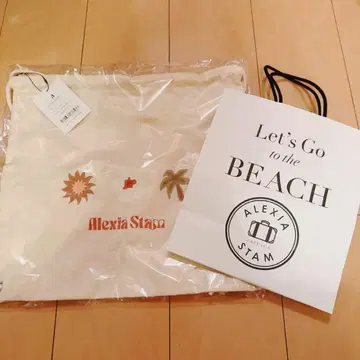 Alexia Stam
Let's Go
to the
BEACH
ALEXIA
STAM